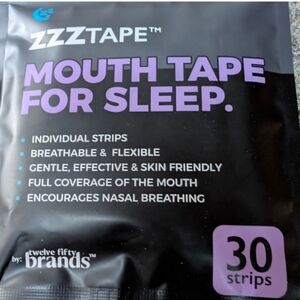 ZZZTAPE™
MOUTH TAPE
FOR SLEEP.
• INDIVIDUAL STRIPS
• BREATHABLE & FLEXIBLE
• GENTLE, EFFECTIVE & SKIN FRIENDLY
• FULL COVERAGE OF THE MOUTH
• ENCOURAGES NASAL BREATHING
by: twelve fifty
brands™
30
strips